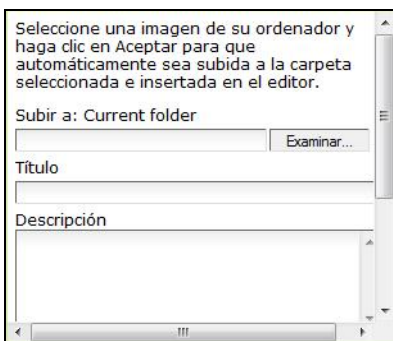 Seleccione una imagen de su ordenador y
haga clic en Aceptar para que
automáticamente sea subida a la carpeta
seleccionada e insertada en el editor.
Subir a: Current folder
Examinar...
Título
Descripción